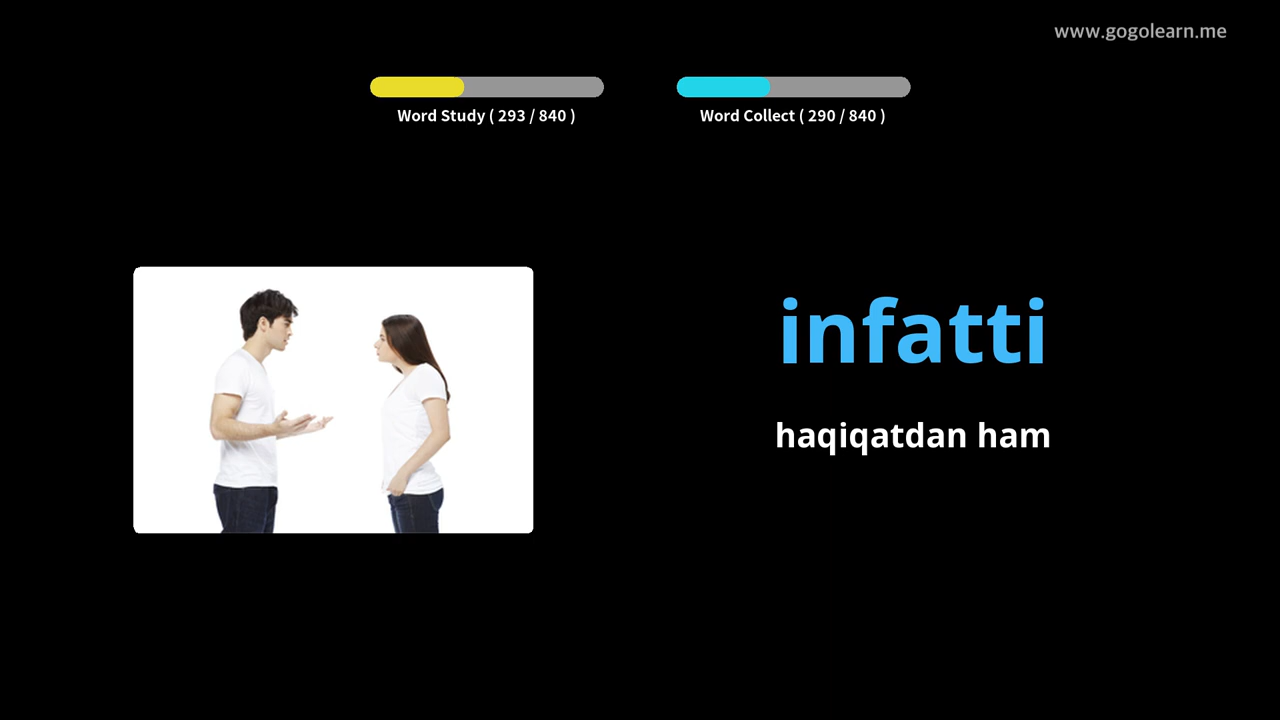 www.gogolearn.me
Word Study ( 293 / 840 )
Word Collect ( 290 / 840 )
infatti
haqiqatdan ham